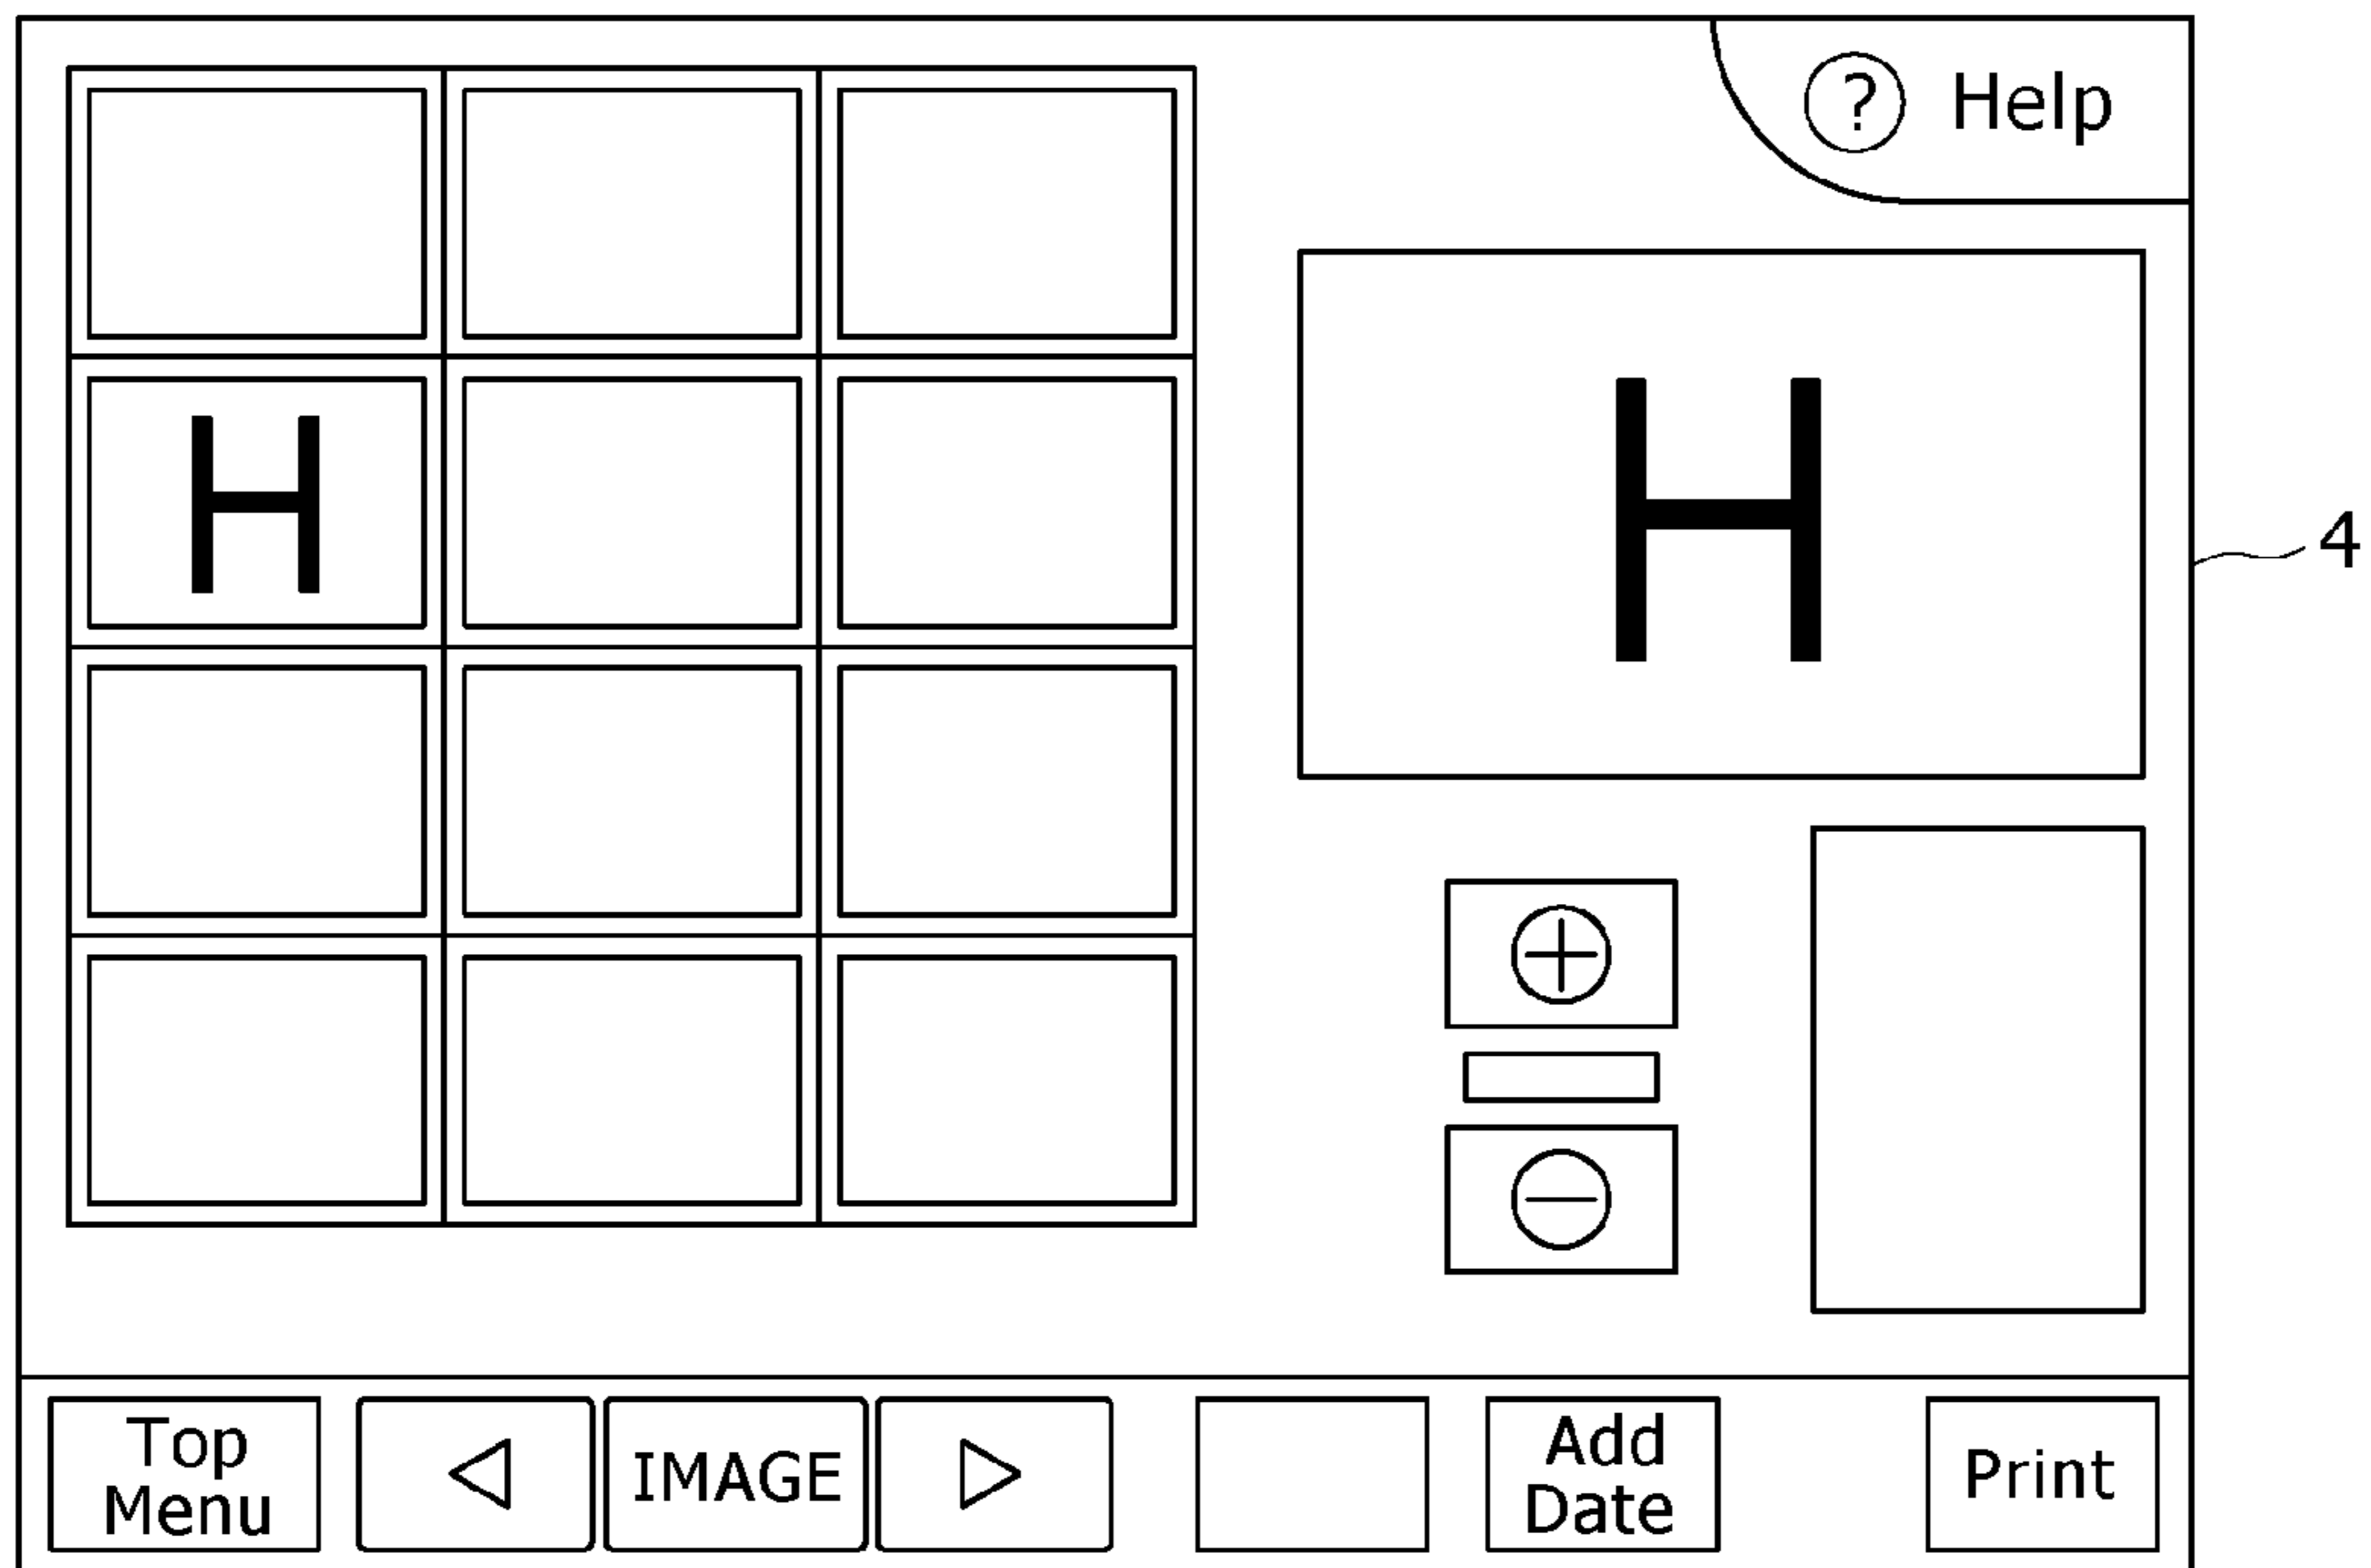 ? Help
H
H
4
Top
Menu
IMAGE
Add
Date
Print